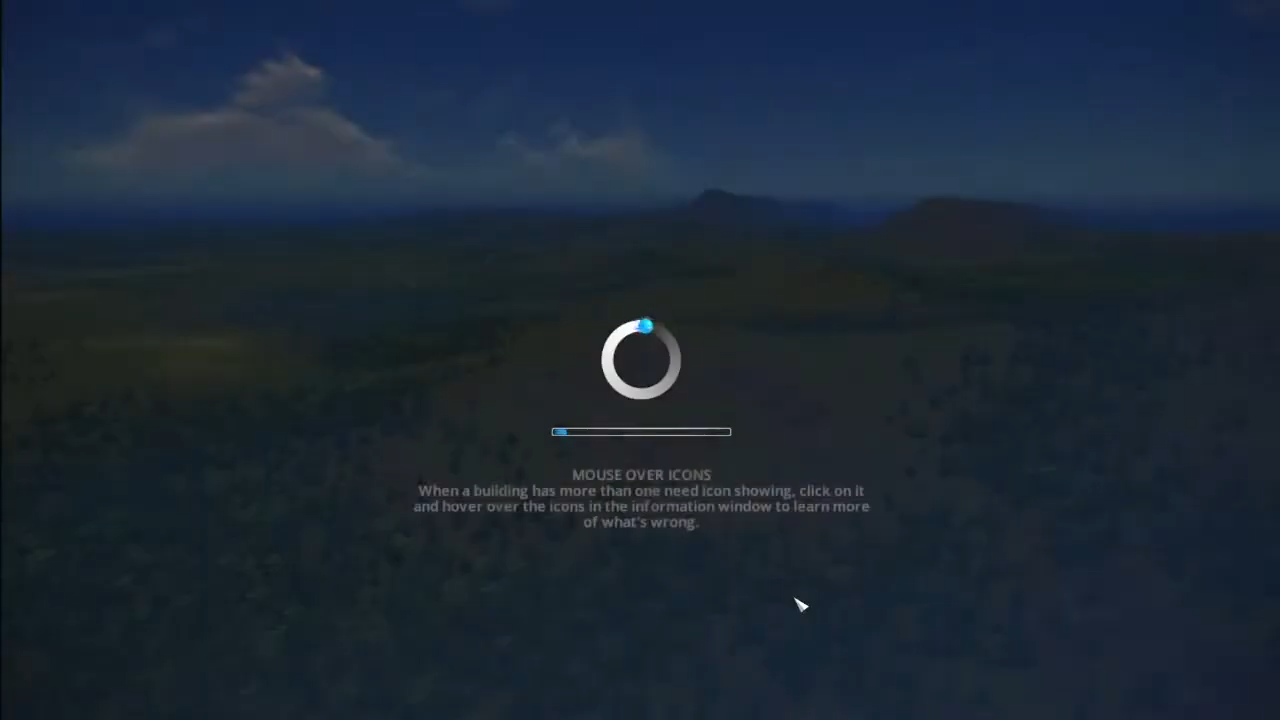 MOUSE OVER ICONS
When a building has more than one need icon showing, click on it
and hover over the icons in the information window to learn more
of what's wrong.